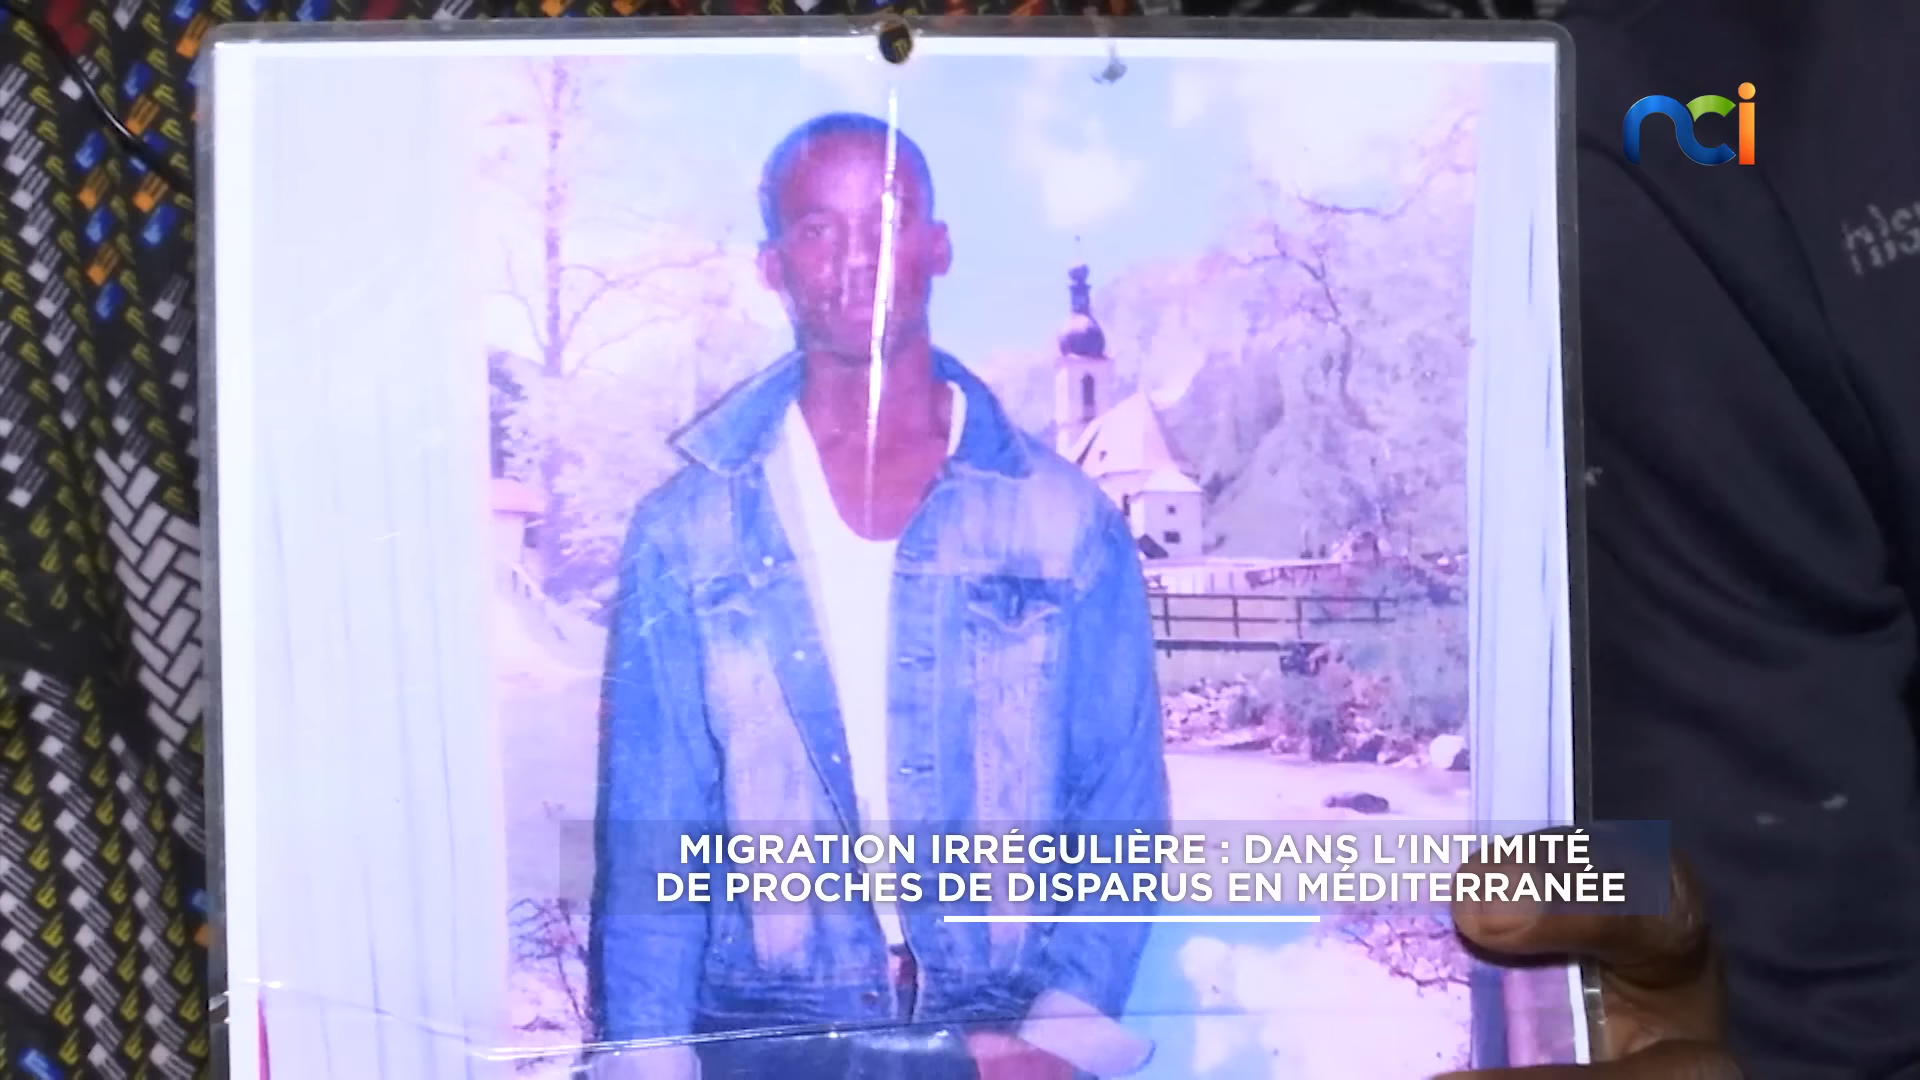 nci
MIGRATION IRRÉGULIÈRE : DANS L'INTIMITÉ
DE PROCHES DE DISPARUS EN MÉDITERRANÉE